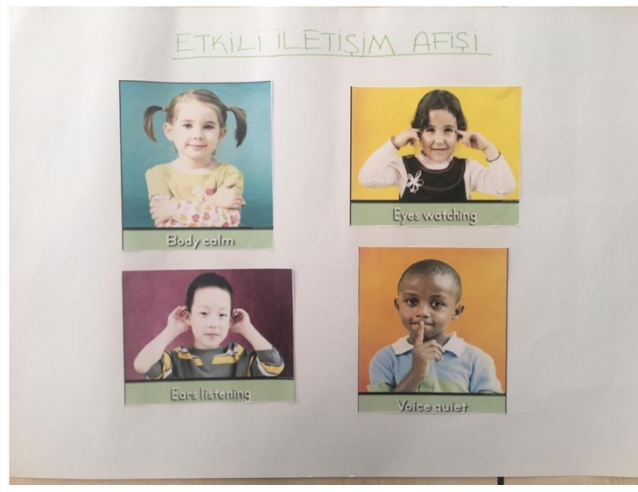 ETKİLİ İLETİŞİM AFİŞİ
Body calm
Eyes watching
Ears listening
Voice quiet